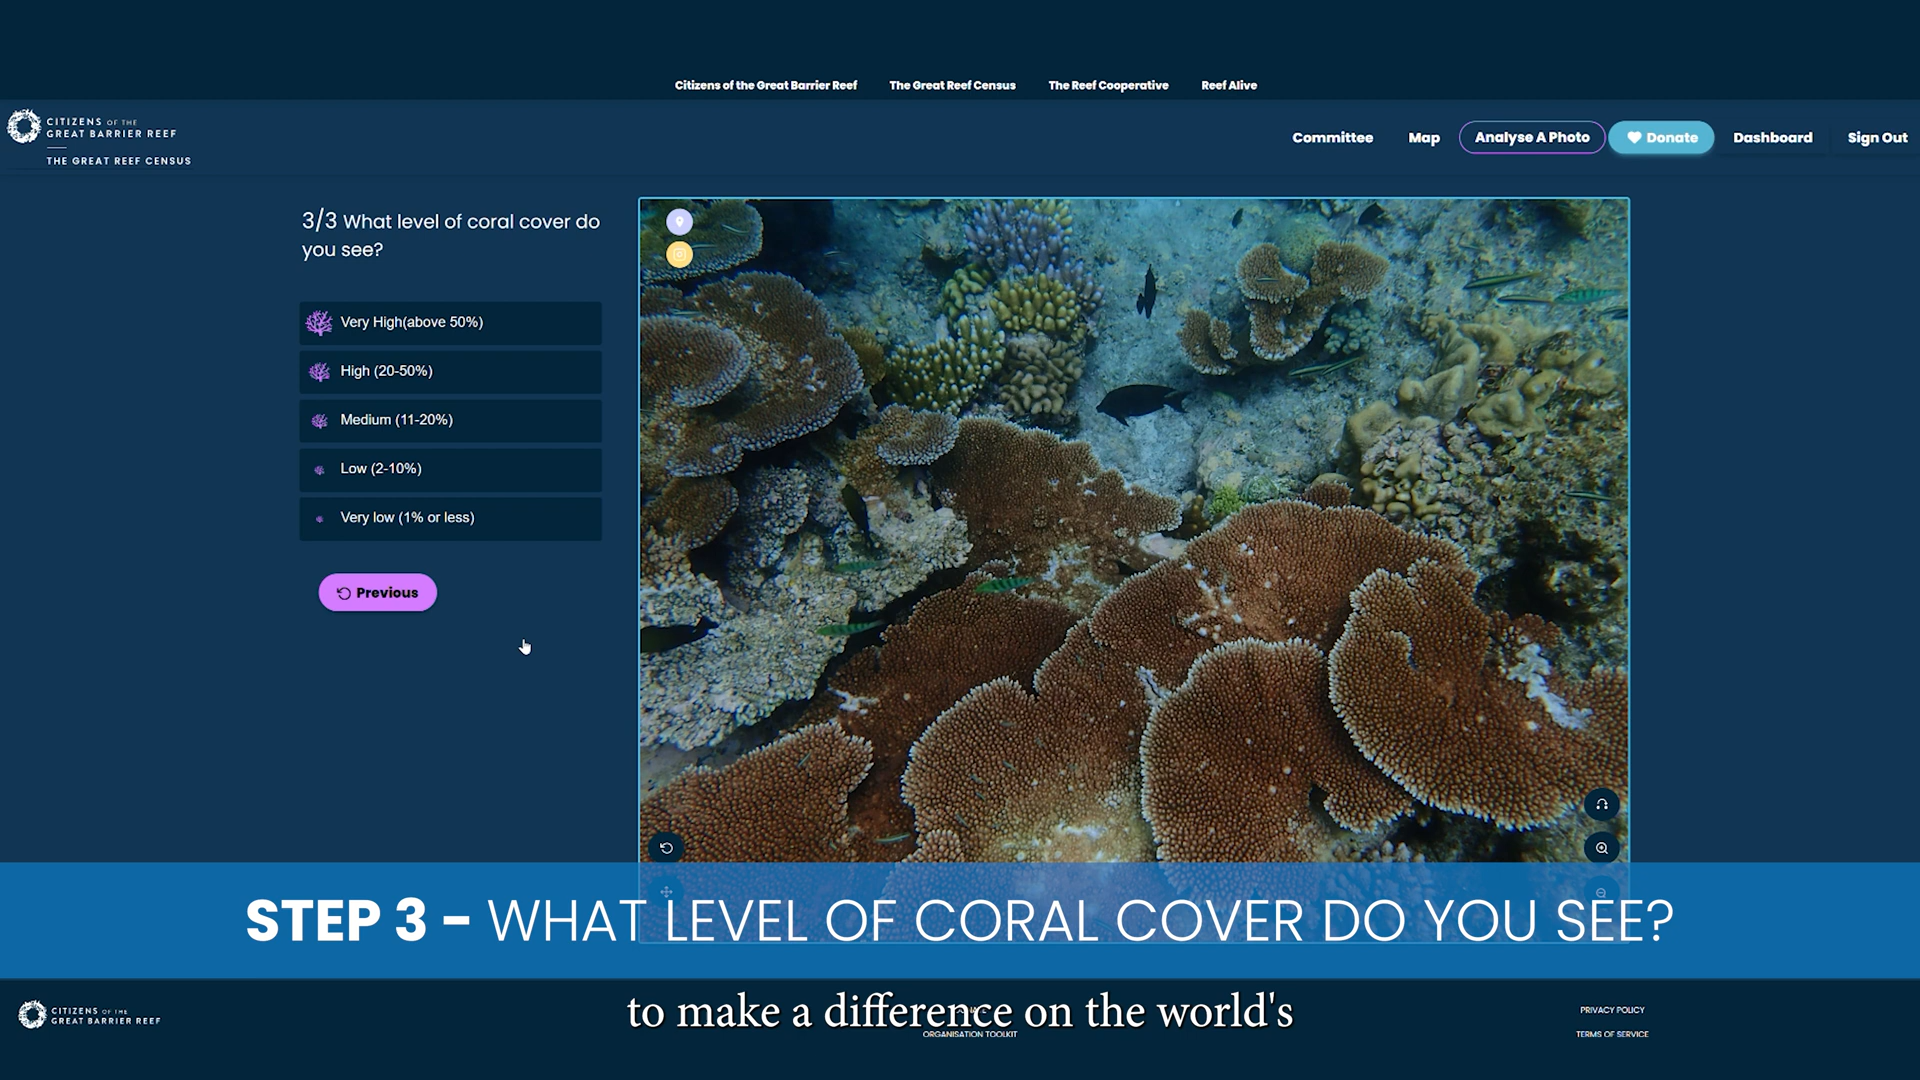 Citizens of the Great Barrier Reef The Great Reef Census The Reef Cooperative Reef Alive
CITIZENS OF THE
GREAT BARRIER REEF
THE GREAT REEF CENSUS
Committee Map Analyse A Photo Donate Dashboard Sign Out
3/3 What level of coral cover do
you see?
Very High(above 50%)
High (20-50%)
Medium (11-20%)
Low (2-10%)
Very low (1% or less)
Previous
STEP 3 - WHAT LEVEL OF CORAL COVER DO YOU SEE?
to make a difference on the world's
CITIZENS OF THE
GREAT BARRIER REEF
ORGANISATION TOOLKIT
PRIVACY POLICY
TERMS OF SERVICE